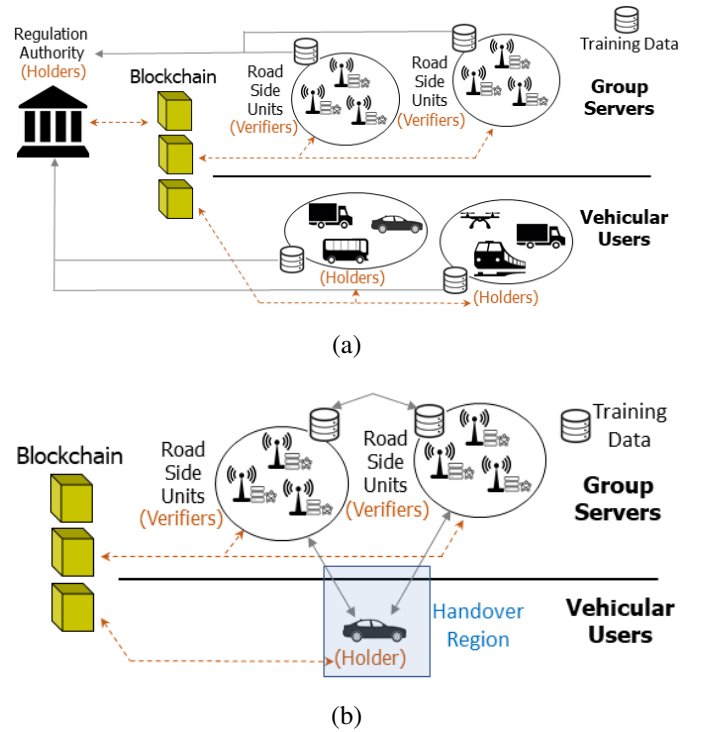 Regulation
Authority
(Holders)
Blockchain
Road
Side
Units
(Verifiers)
Road
Side
Units
(Verifiers)
Training Data
Group
Servers
Vehicular
Users
(Holders)
(Holders)
(a)
Blockchain
Road
Side
Units
(Verifiers)
Road
Side
Units
(Verifiers)
Training
Data
Group
Servers
Handover
Region
(Holder)
Vehicular
Users
(b)